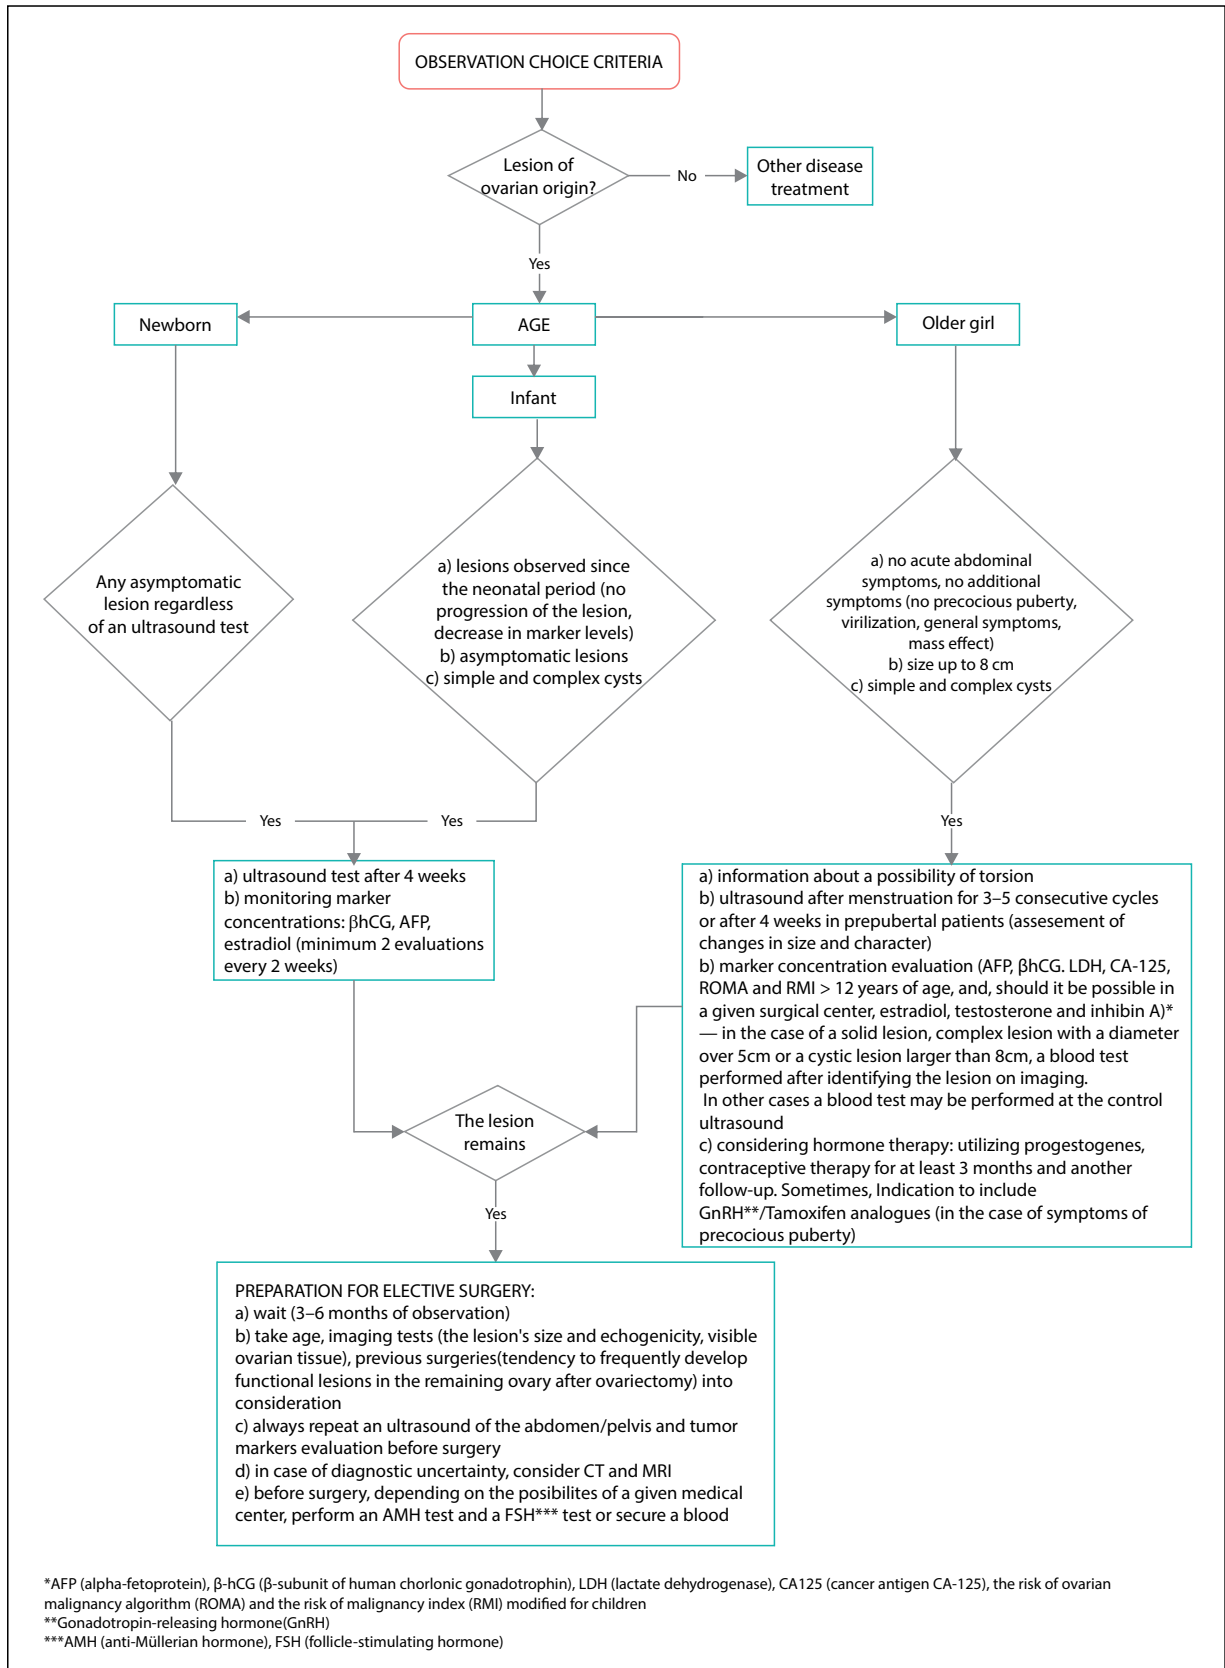 OBSERVATION CHOICE CRITERIA
Lesion of
ovarian origin?
No
Other disease
treatment
Yes
Newborn
AGE
Older girl
Infant
Any asymptomatic
lesion regardless
of an ultrasound test
a) lesions observed since
the neonatal period (no
progression of the lesion,
decrease in marker levels)
b) asymptomatic lesions
c) simple and complex cysts
a) no acute abdominal
symptoms, no additional
symptoms (no precocious puberty,
virilization, general symptoms,
mass effect)
b) size up to 8 cm
c) simple and complex cysts
Yes
Yes
Yes
a) ultrasound test after 4 weeks
b) monitoring marker
concentrations: βhCG, AFP,
estradiol (minimum 2 evaluations
every 2 weeks)
a) information about a possibility of torsion
b) ultrasound after menstruation for 3–5 consecutive cycles
or after 4 weeks in prepubertal patients (assesement of
changes in size and character)
b) marker concentration evaluation (AFP, βhCG. LDH, CA-125,
ROMA and RMI > 12 years of age, and, should it be possible in
a given surgical center, estradiol, testosterone and inhibin A)*
— in the case of a solid lesion, complex lesion with a diameter
over 5cm or a cystic lesion larger than 8cm, a blood test
performed after identifying the lesion on imaging.
In other cases a blood test may be performed at the control
ultrasound
c) considering hormone therapy: utilizing progestogenes,
contraceptive therapy for at least 3 months and another
follow-up. Sometimes, Indication to include
GnRH**/Tamoxifen analogues (in the case of symptoms of
precocious puberty)
The lesion
remains
Yes
PREPARATION FOR ELECTIVE SURGERY:
a) wait (3–6 months of observation)
b) take age, imaging tests (the lesion's size and echogenicity, visible
ovarian tissue), previous surgeries(tendency to frequently develop
functional lesions in the remaining ovary after ovariectomy) into
consideration
c) always repeat an ultrasound of the abdomen/pelvis and tumor
markers evaluation before surgery
d) in case of diagnostic uncertainty, consider CT and MRI
e) before surgery, depending on the posibilites of a given medical
center, perform an AMH test and a FSH*** test or secure a blood
*AFP (alpha-fetoprotein), β-hCG (β-subunit of human chorlonic gonadotrophin), LDH (lactate dehydrogenase), CA125 (cancer antigen CA-125), the risk of ovarian
malignancy algorithm (ROMA) and the risk of malignancy index (RMI) modified for children
**Gonadotropin-releasing hormone(GnRH)
***AMH (anti-Müllerian hormone), FSH (follicle-stimulating hormone)